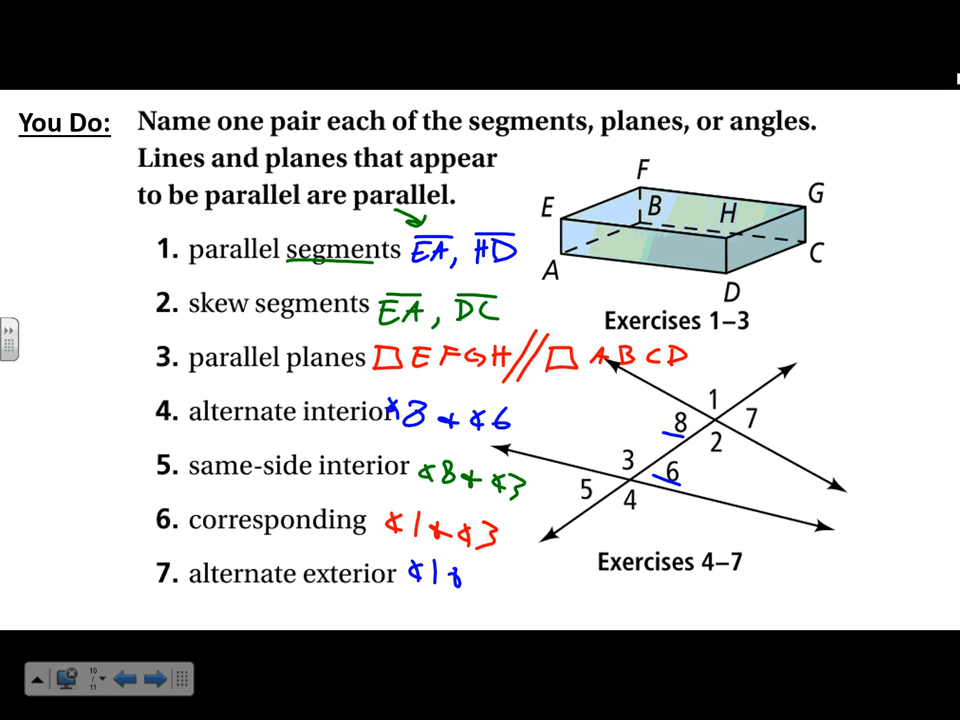 You Do: Name one pair each of the segments, planes, or angles.
Lines and planes that appear
to be parallel are parallel.
1. parallel segments EA, HD
2. skew segments EA, DC
3. parallel planes ▱EFGH // ▱ABCD
4. alternate interior ∢8 + ∢6
5. same-side interior ∢8 + ∢3
6. corresponding ∢1 + ∢3
7. alternate exterior ∢1 &
F
G
E
B
H
A
C
D
Exercises 1–3
1
8
7
2
3
6
5
4
Exercises 4–7
10
/
11